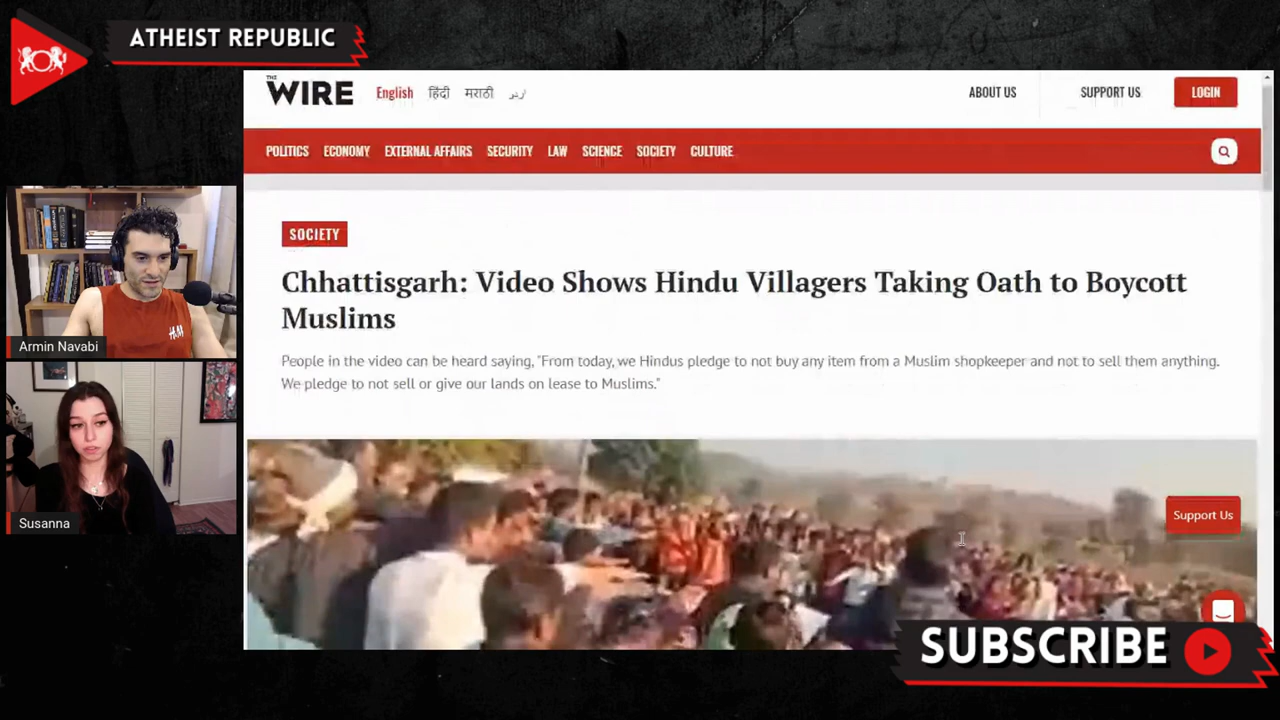 ATHEIST REPUBLIC
THE WIRE
English हिंदी मराठी اردو
ABOUT US SUPPORT US LOGIN
POLITICS ECONOMY EXTERNAL AFFAIRS SECURITY LAW SCIENCE SOCIETY CULTURE
SOCIETY
Chhattisgarh: Video Shows Hindu Villagers Taking Oath to Boycott
Muslims
People in the video can be heard saying, "From today, we Hindus pledge to not buy any item from a Muslim shopkeeper and not to sell them anything.
We pledge to not sell or give our lands on lease to Muslims."
H&M
Armin Navabi
Susanna
Support Us
SUBSCRIBE